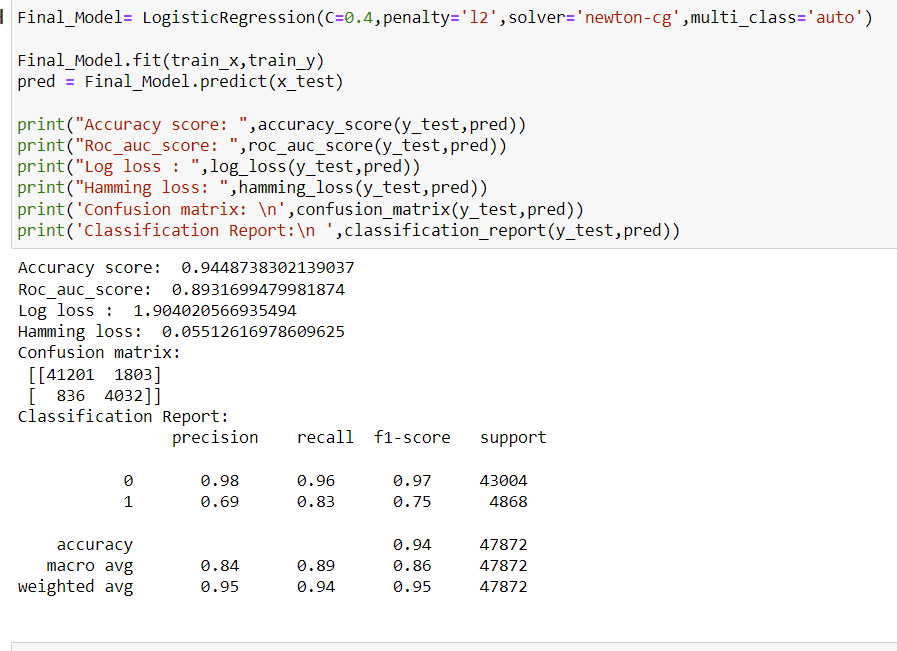 Final_Model= LogisticRegression(C=0.4,penalty='l2',solver='newton-cg',multi_class='auto')
Final_Model.fit(train_x,train_y)
pred = Final_Model.predict(x_test)
print("Accuracy score: ",accuracy_score(y_test,pred))
print("Roc_auc_score: ",roc_auc_score(y_test,pred))
print("Log loss : ",log_loss(y_test,pred))
print("Hamming loss: ",hamming_loss(y_test,pred))
print('Confusion matrix: \n',confusion_matrix(y_test,pred))
print('Classification Report:\n ',classification_report(y_test,pred))
Accuracy score:  0.9448738302139037
Roc_auc_score:  0.8931699479981874
Log loss :  1.904020566935494
Hamming loss:  0.05512616978609625
Confusion matrix:
 [[41201  1803]
 [  836  4032]]
Classification Report:
                precision    recall  f1-score   support
           0       0.98      0.96      0.97     43004
           1       0.69      0.83      0.75      4868
    accuracy                           0.94     47872
   macro avg       0.84      0.89      0.86     47872
weighted avg       0.95      0.94      0.95     47872